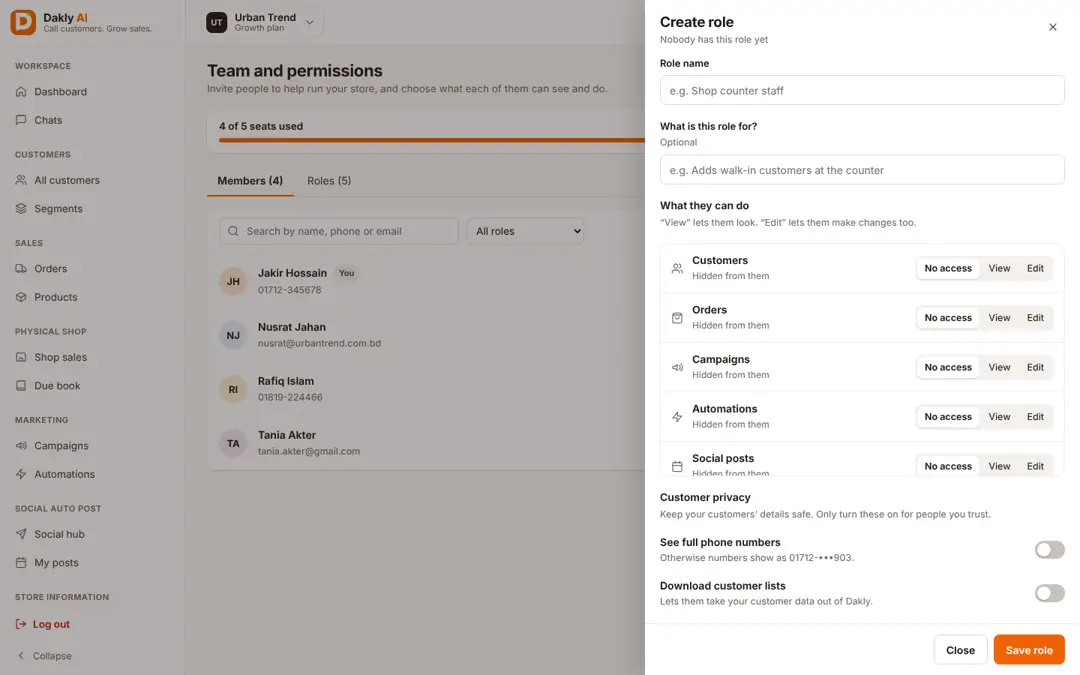 Dakly AI
Call customers. Grow sales.
WORKSPACE
Dashboard
Chats
CUSTOMERS
All customers
Segments
SALES
Orders
Products
PHYSICAL SHOP
Shop sales
Due book
MARKETING
Campaigns
Automations
SOCIAL AUTO POST
Social hub
My posts
STORE INFORMATION
Log out
Collapse
UT
Urban Trend
Growth plan
Team and permissions
Invite people to help run your store, and choose what each of them can see and do.
4 of 5 seats used
Members (4) Roles (5)
Search by name, phone or email All roles
JH Jakir Hossain You
01712-345678
NJ Nusrat Jahan
nusrat@urbantrend.com.bd
RI Rafiq Islam
01819-224466
TA Tania Akter
tania.akter@gmail.com
Create role
Nobody has this role yet
Role name
e.g. Shop counter staff
What is this role for?
Optional
e.g. Adds walk-in customers at the counter
What they can do
“View” lets them look. “Edit” lets them make changes too.
Customers
Hidden from them
No access View Edit
Orders
Hidden from them
No access View Edit
Campaigns
Hidden from them
No access View Edit
Automations
Hidden from them
No access View Edit
Social posts
Hidden from them
No access View Edit
Customer privacy
Keep your customers’ details safe. Only turn these on for people you trust.
See full phone numbers
Otherwise numbers show as 01712-•••903.
Download customer lists
Lets them take your customer data out of Dakly.
Close Save role